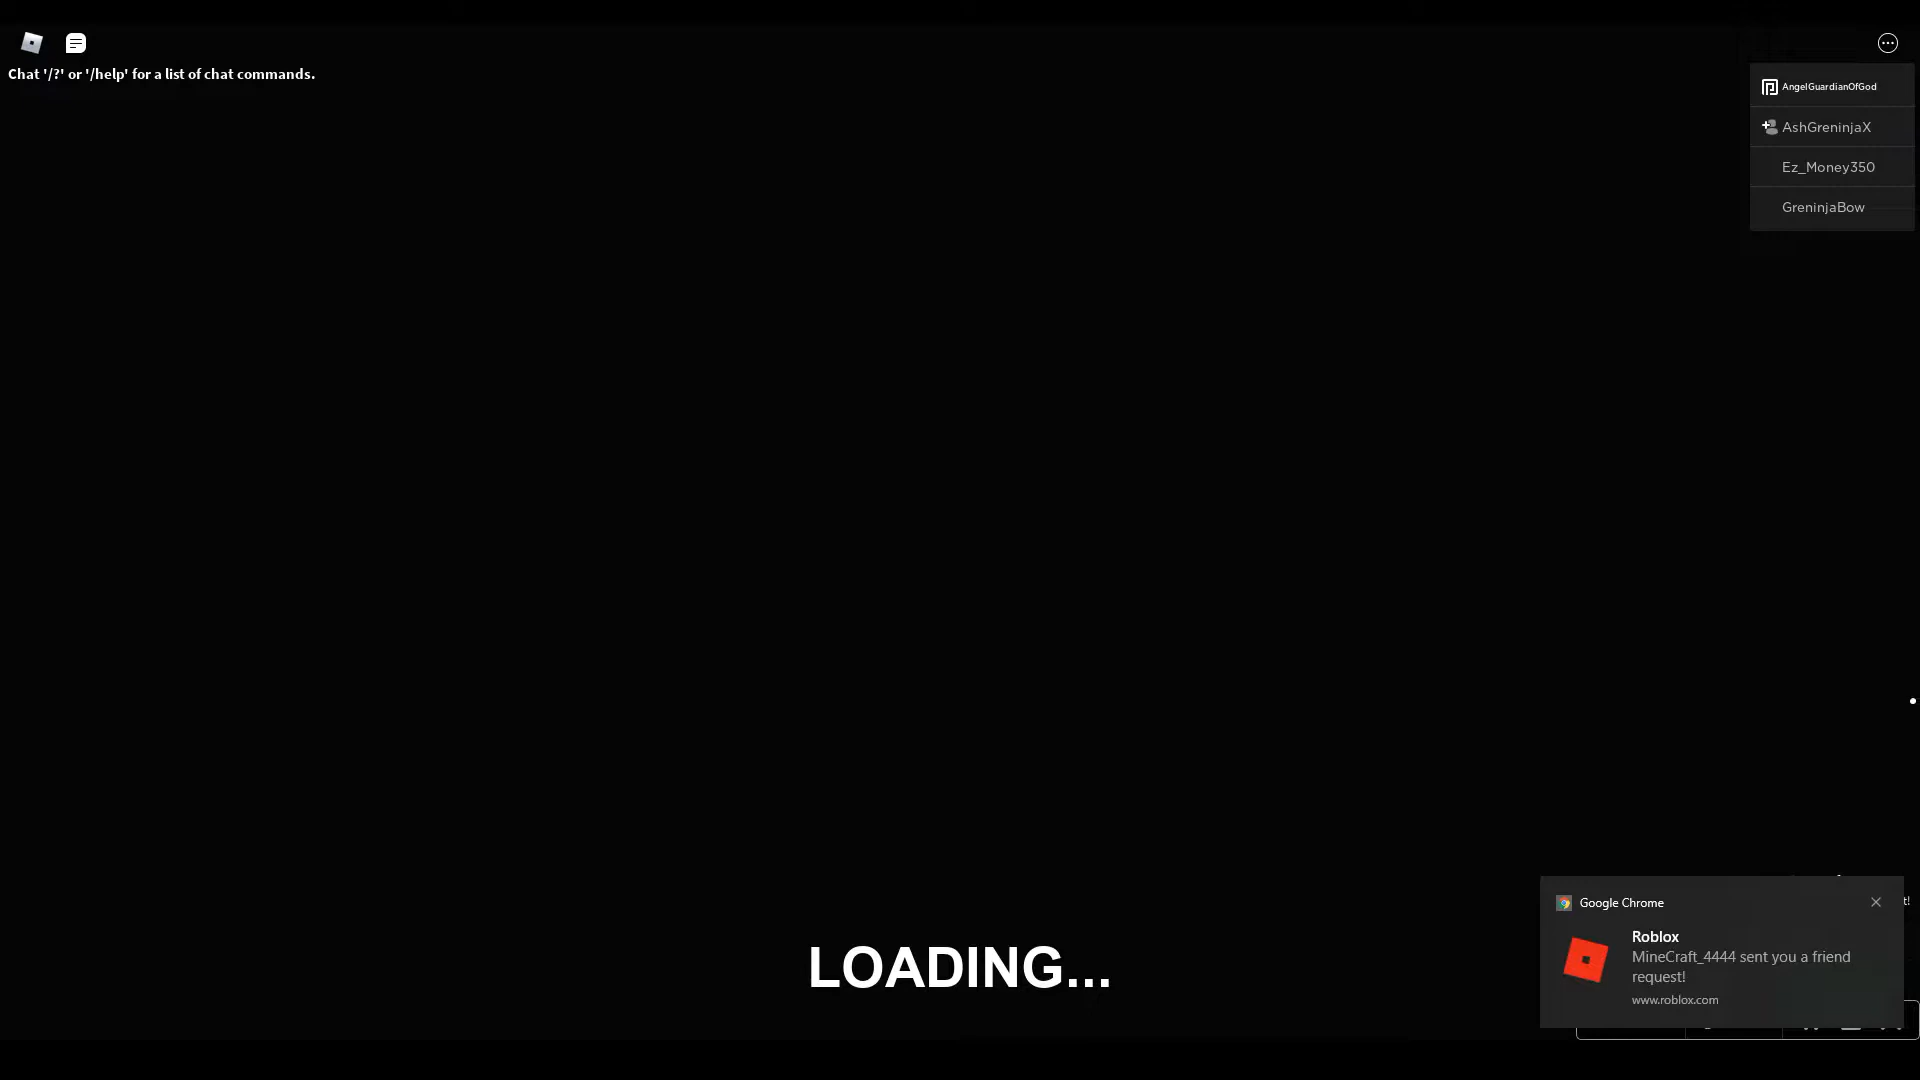 Chat '/?' or '/help' for a list of chat commands.
AngelGuardianOfGod
AshGreninjaX
Ez_Money350
GreninjaBow
t!
Google Chrome
Roblox
MineCraft_4444 sent you a friend
request!
www.roblox.com
LOADING...